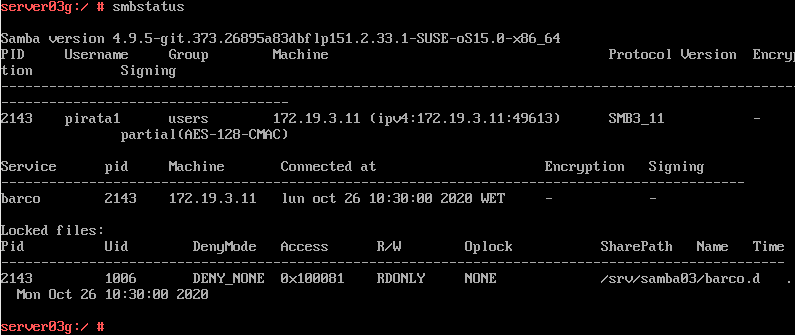 server03g:/ # smbstatus
Samba version 4.9.5-git.373.26895a83dbflp151.2.33.1-SUSE-oS15.0-x86_64
PID     Username     Group        Machine                                   Protocol Version  Encryp
tion           Signing
----------------------------------------------------------------------------------------------------
------------------------------------
2143    pirata1      users        172.19.3.11 (ipv4:172.19.3.11:49613)      SMB3_11           -
               partial(AES-128-CMAC)
Service      pid     Machine       Connected at                     Encryption   Signing
---------------------------------------------------------------------------------------------
barco        2143    172.19.3.11   lun oct 26 10:30:00 2020 WET     -            -
Locked files:
Pid          Uid        DenyMode   Access      R/W        Oplock           SharePath   Name   Time
--------------------------------------------------------------------------------------------------
2143         1006       DENY_NONE  0x100081    RDONLY     NONE             /srv/samba03/barco.d   .
  Mon Oct 26 10:30:00 2020
server03g:/ #